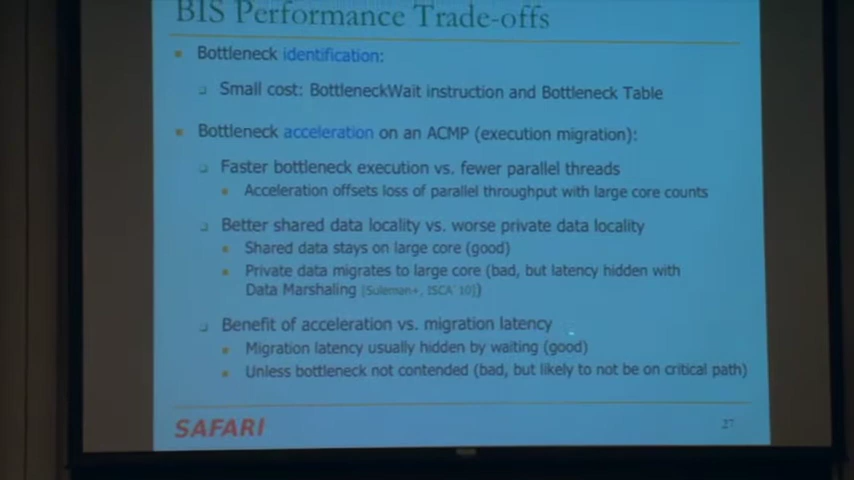 BIS Performance Trade-offs
Bottleneck identification:
Small cost: BottleneckWait instruction and Bottleneck Table
Bottleneck acceleration on an ACMP (execution migration):
Faster bottleneck execution vs. fewer parallel threads
Acceleration offsets loss of parallel throughput with large core counts
Better shared data locality vs. worse private data locality
Shared data stays on large core (good)
Private data migrates to large core (bad, but latency hidden with
Data Marshaling [Suleman+, ISCA'10])
Benefit of acceleration vs. migration latency
Migration latency usually hidden by waiting (good)
Unless bottleneck not contended (bad, but likely to not be on critical path)
SAFARI
27